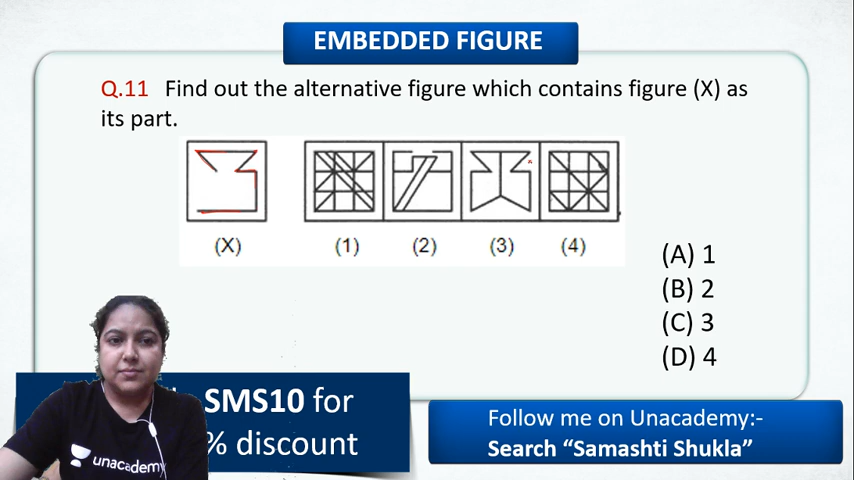 EMBEDDED FIGURE
Q.11 Find out the alternative figure which contains figure (X) as
its part.
(X) (1) (2) (3) (4)
(A) 1
(B) 2
(C) 3
(D) 4
SMS10 for
% discount
unacademy
Follow me on Unacademy:-
Search “Samashti Shukla”